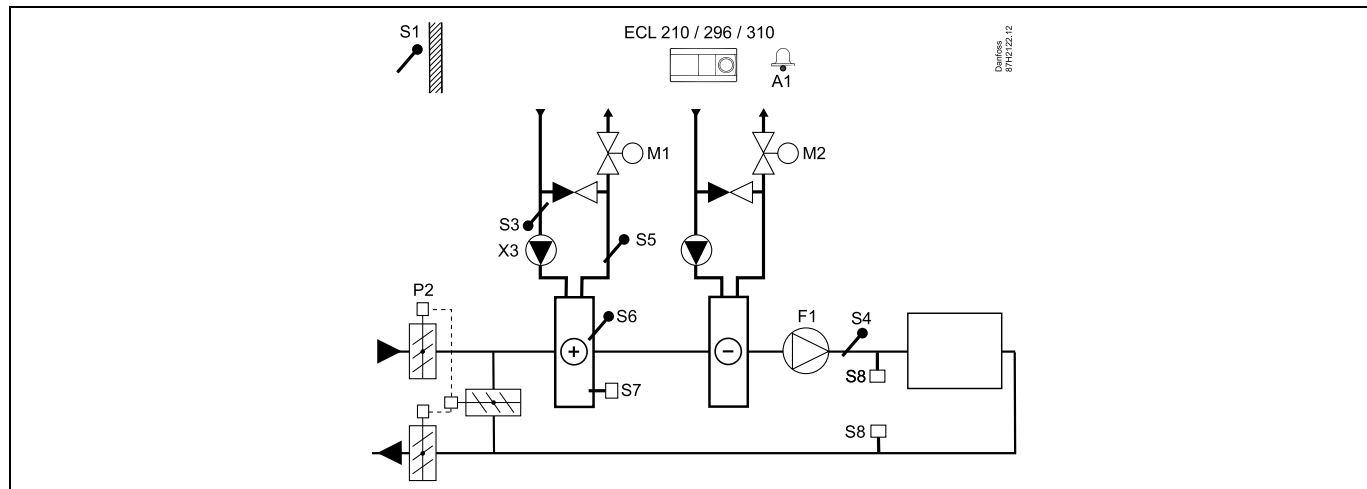 S1
ECL 210 / 296 / 310
A1
Danfoss
87H2122.12
M1
M2
S3
X3
S5
P2
S6
F1
S4
+
−
S7
S8
S8